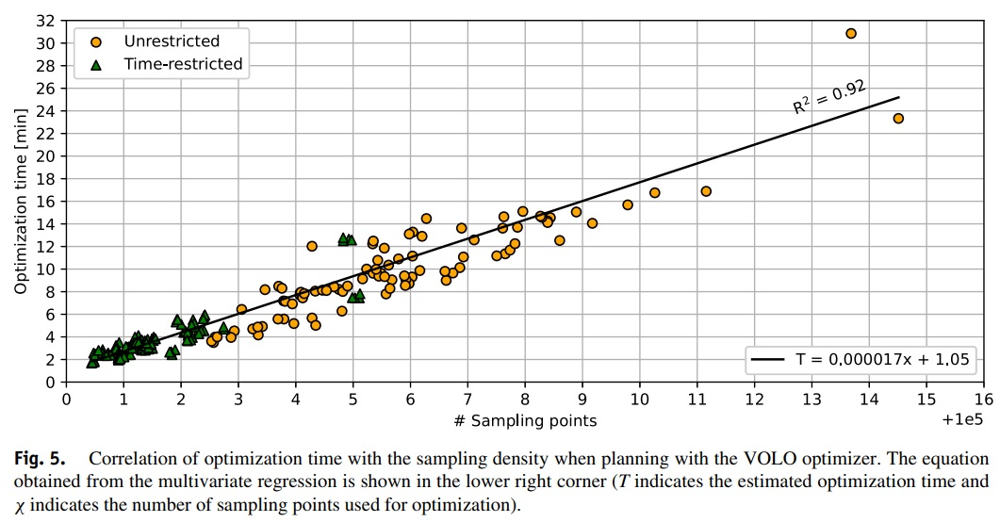 32
30
28
26
24
22
20
18
16
14
12
10
8
6
4
2
0
Optimization time [min]
Unrestricted
Time-restricted
R² = 0.92
T = 0.000017x + 1.05
0 1 2 3 4 5 6 7 8 9 10 11 12 13 14 15 16
# Sampling points
+1e5
Fig. 5. Correlation of optimization time with the sampling density when planning with the VOLO optimizer. The equation
obtained from the multivariate regression is shown in the lower right corner (T indicates the estimated optimization time and
χ indicates the number of sampling points used for optimization).